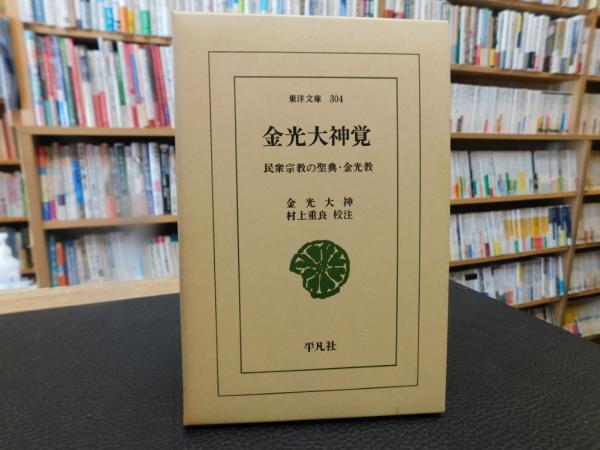 東洋文庫 304
金光大神覚
民衆宗教の聖典・金光教
金光大神
村上重良 校注
平凡社